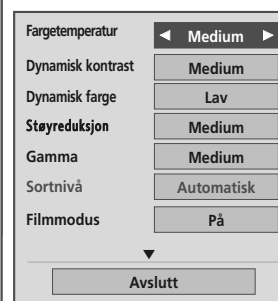 Fargetemperatur Medium
Dynamisk kontrast Medium
Dynamisk farge Lav
Støyreduksjon Medium
Gamma Medium
Sortnivå Automatisk
Filmmodus På
Avslutt